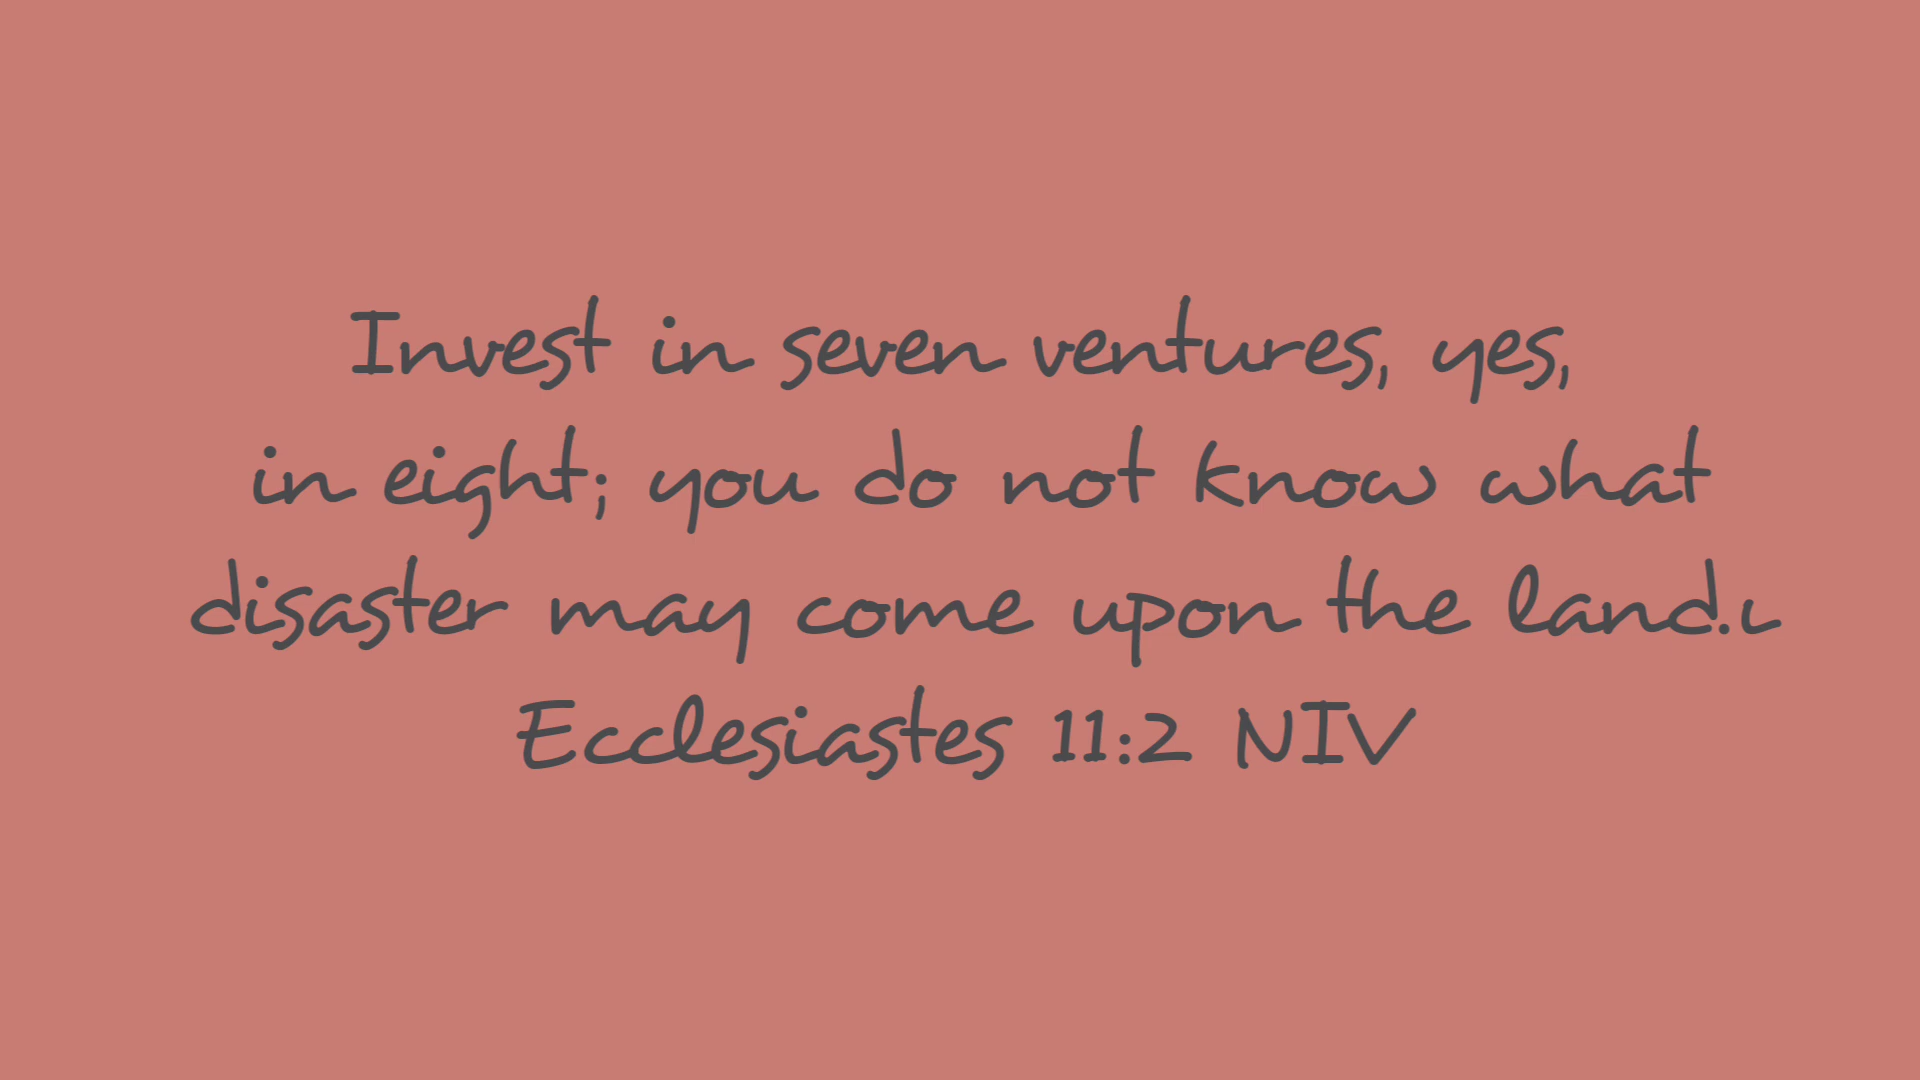 Invest in seven ventures, yes,
in eight; you do not know what
disaster may come upon the land.ι
Ecclesiastes 11:2 NIV